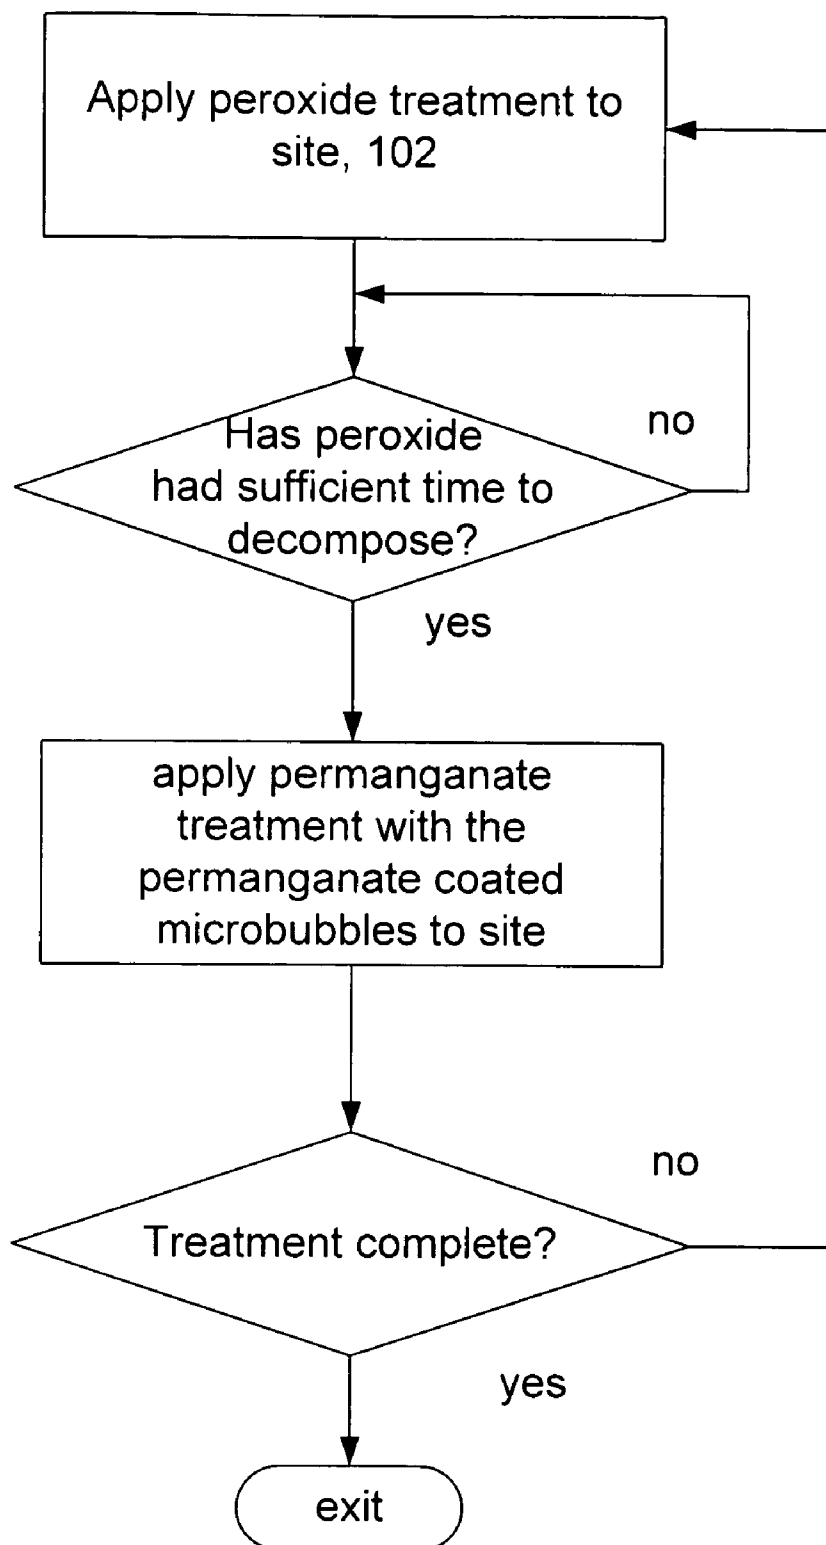 Apply peroxide treatment to
site, 102
Has peroxide
had sufficient time to
decompose?
no
yes
apply permanganate
treatment with the
permanganate coated
microbubbles to site
Treatment complete?
no
yes
exit